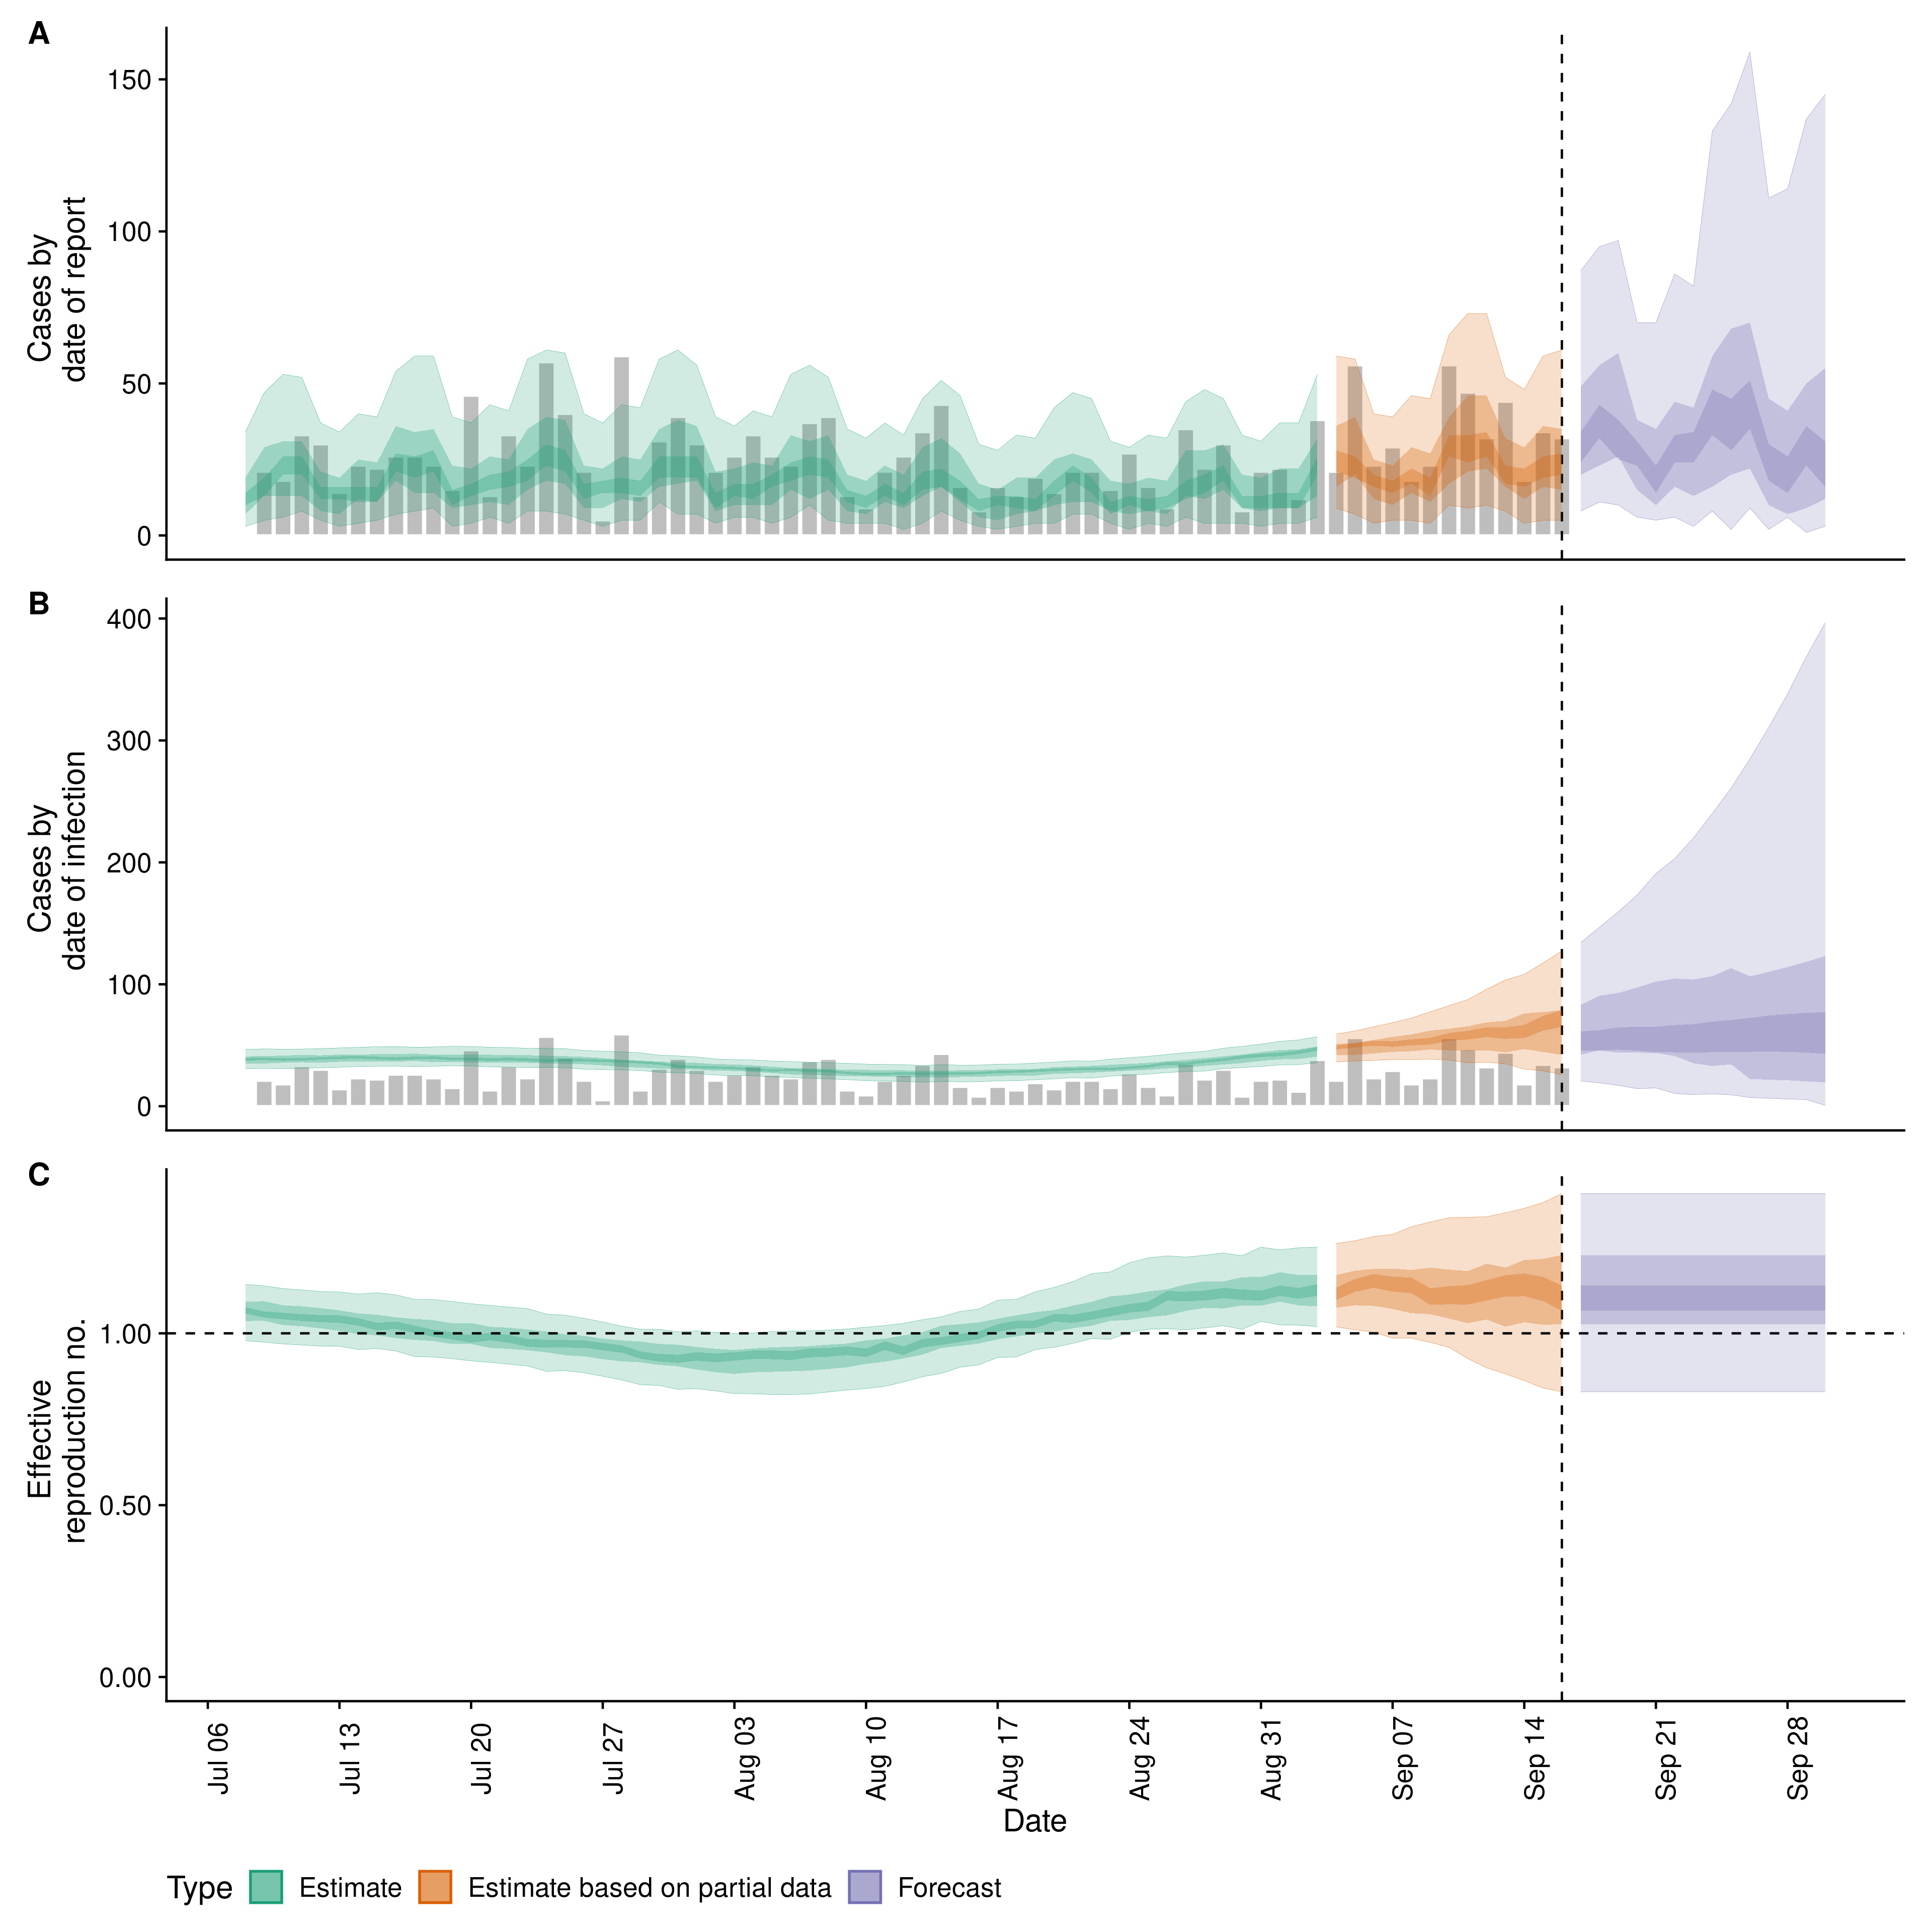 A
150
100
50
0
Cases by
date of report
B
400
300
200
100
0
Cases by
date of infection
C
1.00
0.50
0.00
Effective
reproduction no.
Jul 06
Jul 13
Jul 20
Jul 27
Aug 03
Aug 10
Aug 17
Aug 24
Aug 31
Sep 07
Sep 14
Sep 21
Sep 28
Date
Type Estimate Estimate based on partial data Forecast